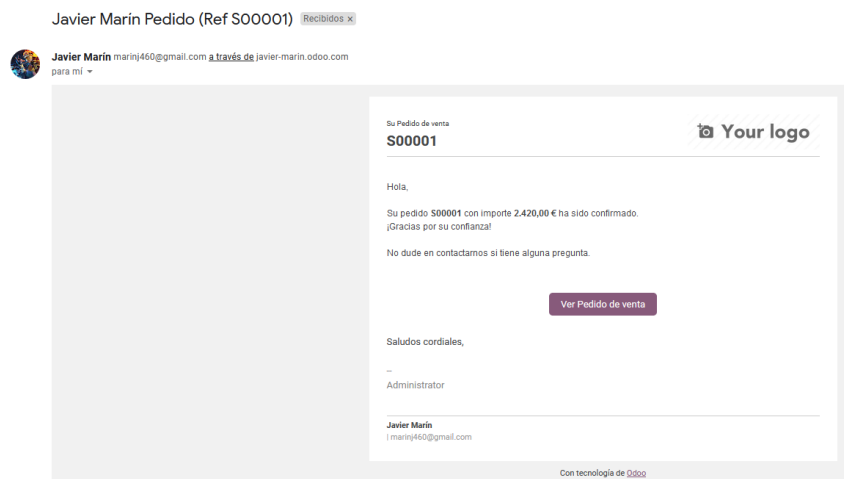 Javier Marín Pedido (Ref S00001) Recibidos x
Javier Marín marinj460@gmail.com a través de javier-marin.odoo.com
para mí
Su Pedido de venta
S00001
Your logo
Hola,
Su pedido S00001 con importe 2.420,00 € ha sido confirmado.
¡Gracias por su confianza!
No dude en contactarnos si tiene alguna pregunta.
Ver Pedido de venta
Saludos cordiales,
--
Administrator
Javier Marín
| marinj460@gmail.com
Con tecnología de Odoo